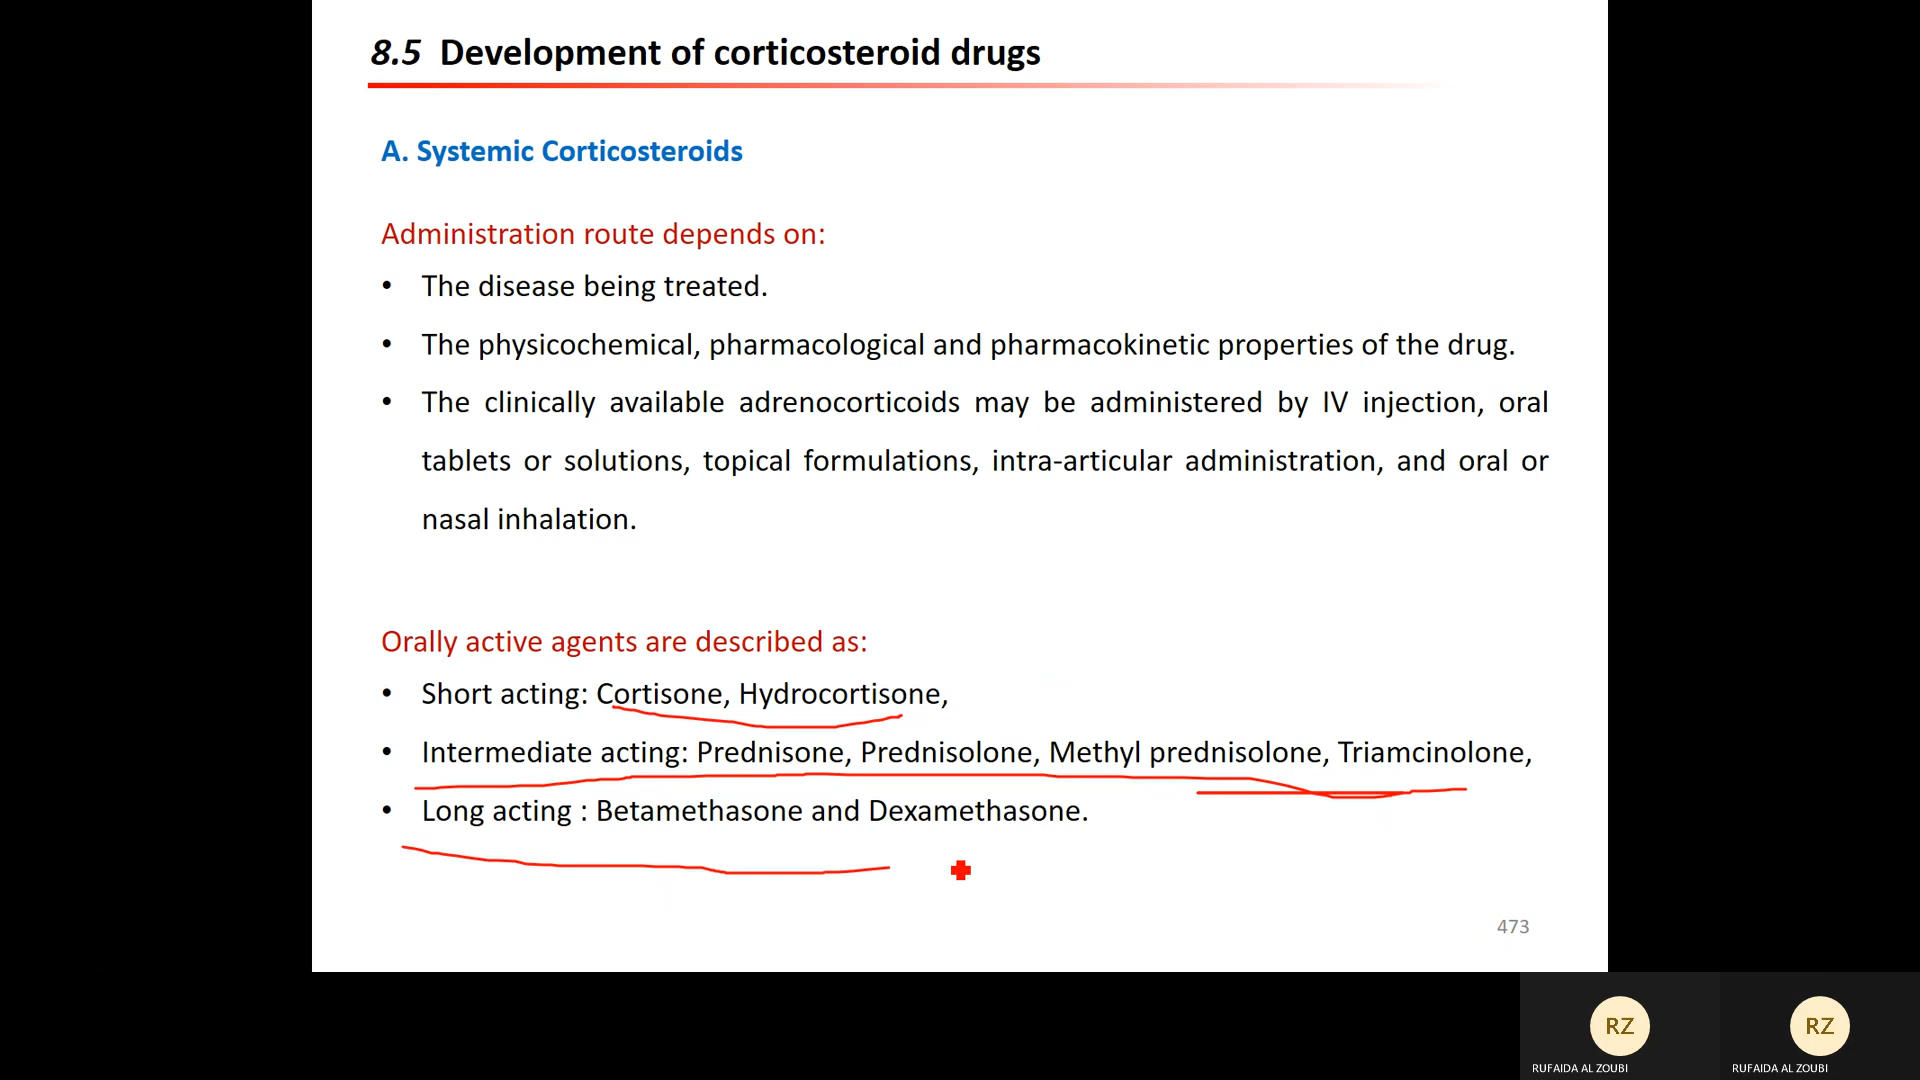 8.5 Development of corticosteroid drugs
A. Systemic Corticosteroids
Administration route depends on:
• The disease being treated.
• The physicochemical, pharmacological and pharmacokinetic properties of the drug.
• The clinically available adrenocorticoids may be administered by IV injection, oral
tablets or solutions, topical formulations, intra-articular administration, and oral or
nasal inhalation.
Orally active agents are described as:
• Short acting: Cortisone, Hydrocortisone,
• Intermediate acting: Prednisone, Prednisolone, Methyl prednisolone, Triamcinolone,
• Long acting : Betamethasone and Dexamethasone.
473
RZ
RUFAIDA AL ZOUBI
RZ
RUFAIDA AL ZOUBI